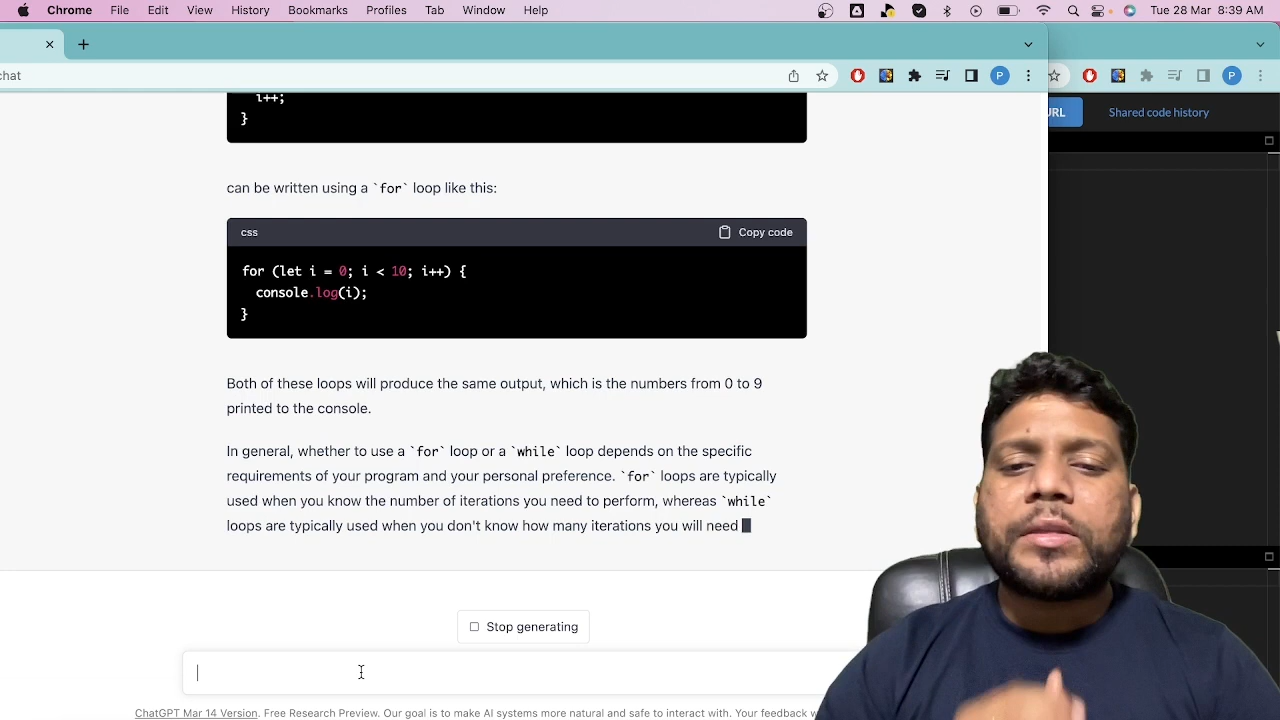 Chrome File Edit View History Bookmarks Profiles Tab Window Help Tue 28 Mar 8:39 AM
chat P P
URL Shared code history
i++;
}
can be written using a `for` loop like this:
css Copy code
for (let i = 0; i < 10; i++) {
console.log(i);
}
Both of these loops will produce the same output, which is the numbers from 0 to 9
printed to the console.
In general, whether to use a `for` loop or a `while` loop depends on the specific
requirements of your program and your personal preference. `for` loops are typically
used when you know the number of iterations you need to perform, whereas `while`
loops are typically used when you don't know how many iterations you will need
Stop generating
ChatGPT Mar 14 Version. Free Research Preview. Our goal is to make AI systems more natural and safe to interact with. Your feedback